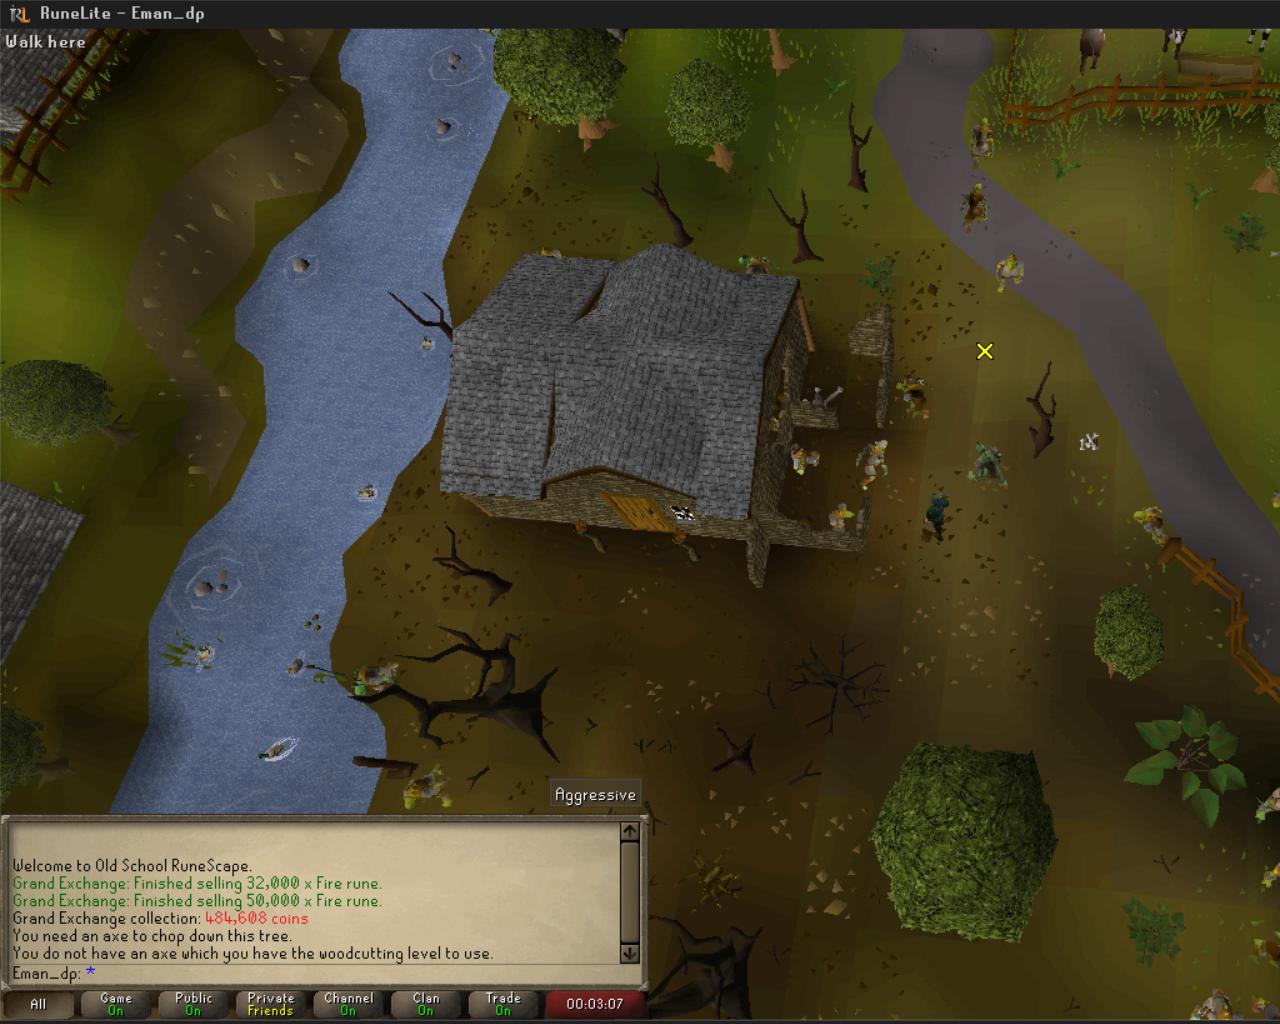 RuneLite - Eman_dp
Walk here
Aggressive
Welcome to Old School RuneScape.
Grand Exchange: Finished selling 32,000 x Fire rune.
Grand Exchange: Finished selling 50,000 x Fire rune.
Grand Exchange collection: 484,608 coins
You need an axe to chop down this tree.
You do not have an axe which you have the woodcutting level to use.
Eman_dp: *
All
Game On
Public On
Private Friends
Channel On
Clan On
Trade On
00:03:07